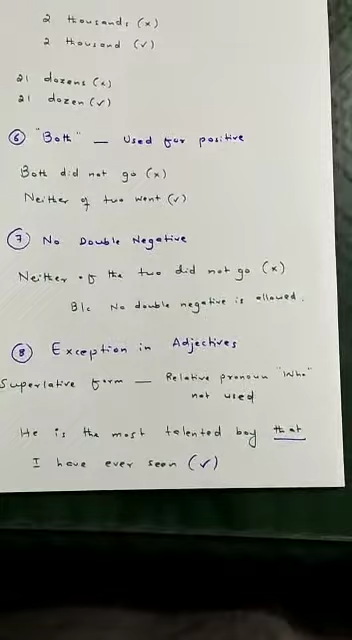 2 thousands (x)
2 thousand (✓)
21 dozens (x)
21 dozen (✓)
⑥ "Both" — Used for positive
Both did not go (x)
Neither of two went (✓)
⑦ No Double Negative
Neither of the two did not go (x)
B/c No double negative is allowed.
⑧ Exception in Adjectives
Superlative form — Relative pronoun "Who"
not used
He is the most talented boy that
I have ever seen (✓)